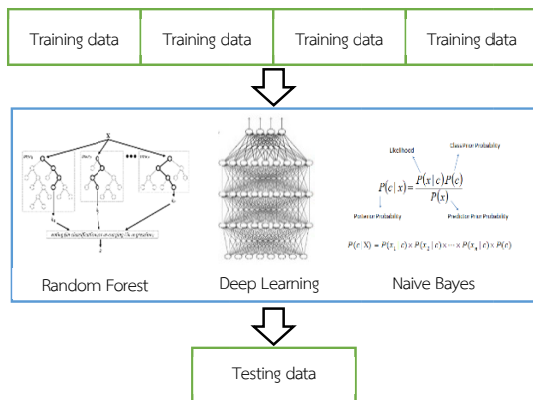 Training data
Training data
Training data
Training data
X
Random Forest
Deep Learning
Likelihood
Class Prior Probability
P(c|x) = P(x|c)P(c) / P(x)
Posterior Probability
Predictor Prior Probability
P(c|X) = P(x₁|c) × P(x₂|c) × ⋯ × P(xₙ|c) × P(c)
Naive Bayes
Testing data